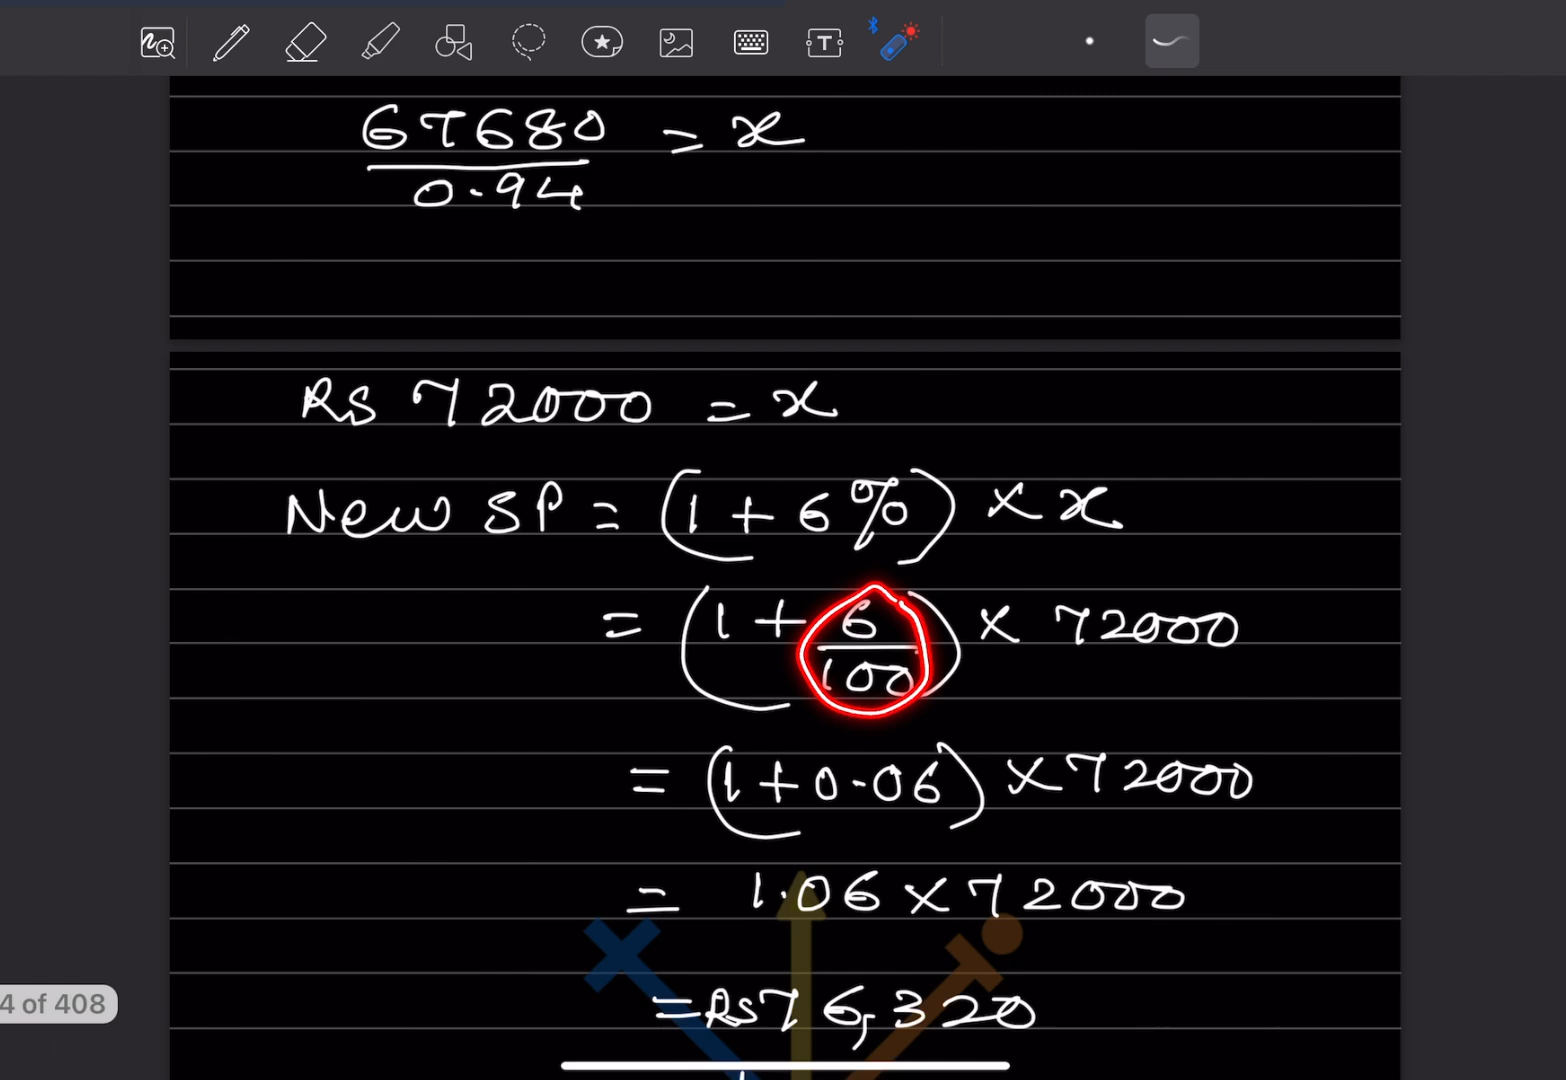 67680 = x
0.94
Rs 72000 = x
New SP = (1 + 6%) × x
= (1 + 6/100) × 72000
= (1 + 0.06) × 72000
= 1.06 × 72000
= Rs 76,320
4 of 408